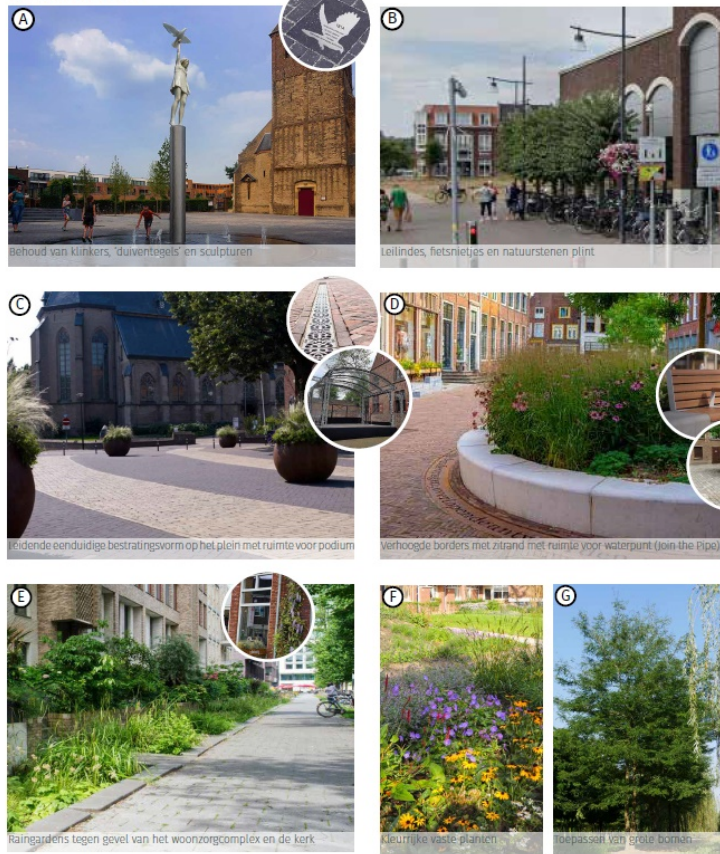 A
Behoud van klinkers, 'duiventegels' en sculpturen
B
Leilindes, fietsnietjes en natuurstenen plint
C
Leidende eenduidige bestratingsvorm op het plein met ruimte voor podium
D
Verhoogde borders met zitrand met ruimte voor waterpunt (Join the Pipe)
E
Raingardens tegen gevel van het woonzorgcomplex en de kerk
F
Kleurrijke vaste planten
G
Toepassen van grote bomen